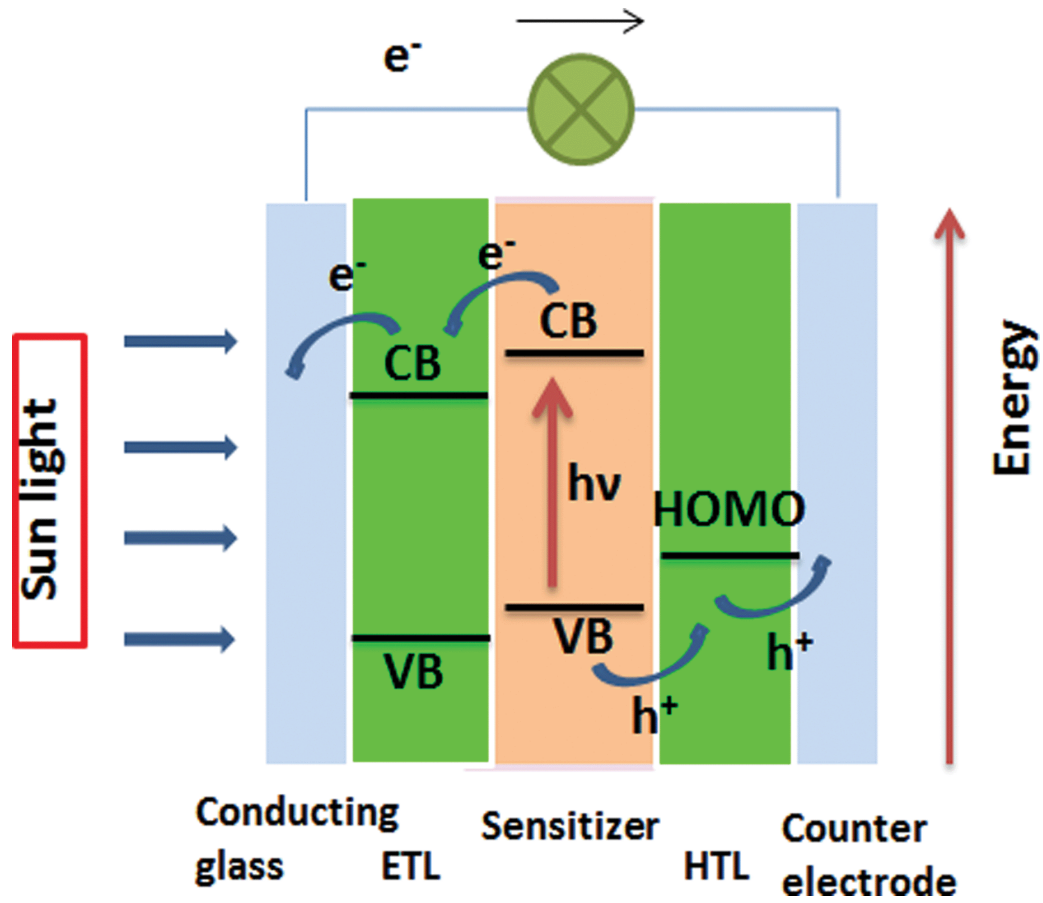 e⁻
e⁻
e⁻
CB
CB
Sun light
hν
HOMO
Energy
VB
VB
h⁺
h⁺
Conducting
glass
ETL
Sensitizer
HTL
Counter
electrode